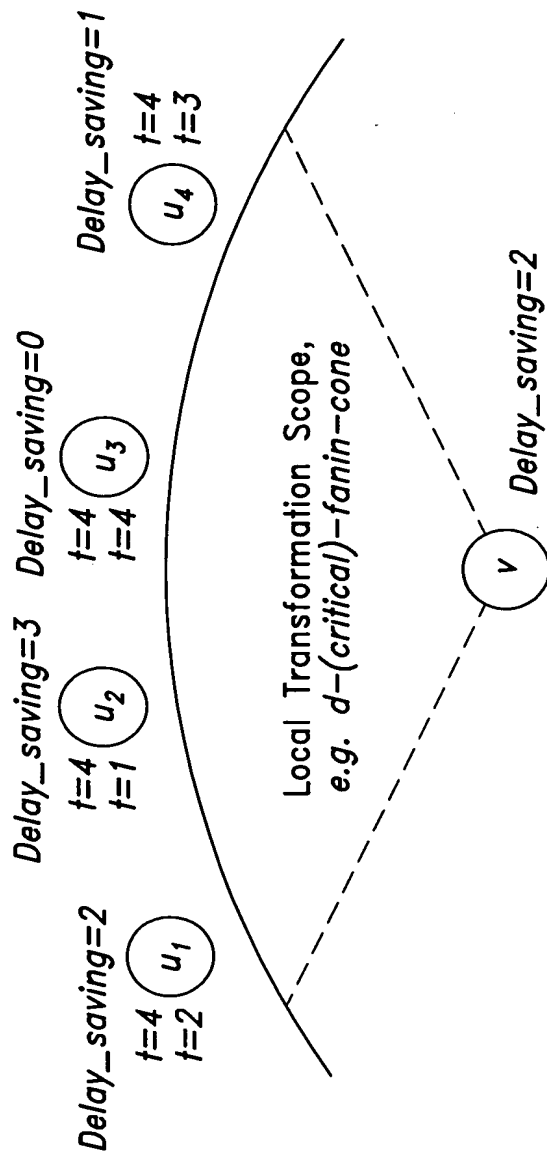 Delay_saving=2
t=4
t=2
u1
Delay_saving=3
t=4
t=1
u2
Delay_saving=0
t=4
t=4
u3
Delay_saving=1
t=4
t=3
u4
Local Transformation Scope,
e.g. d-(critical)-fanin-cone
v
Delay_saving=2